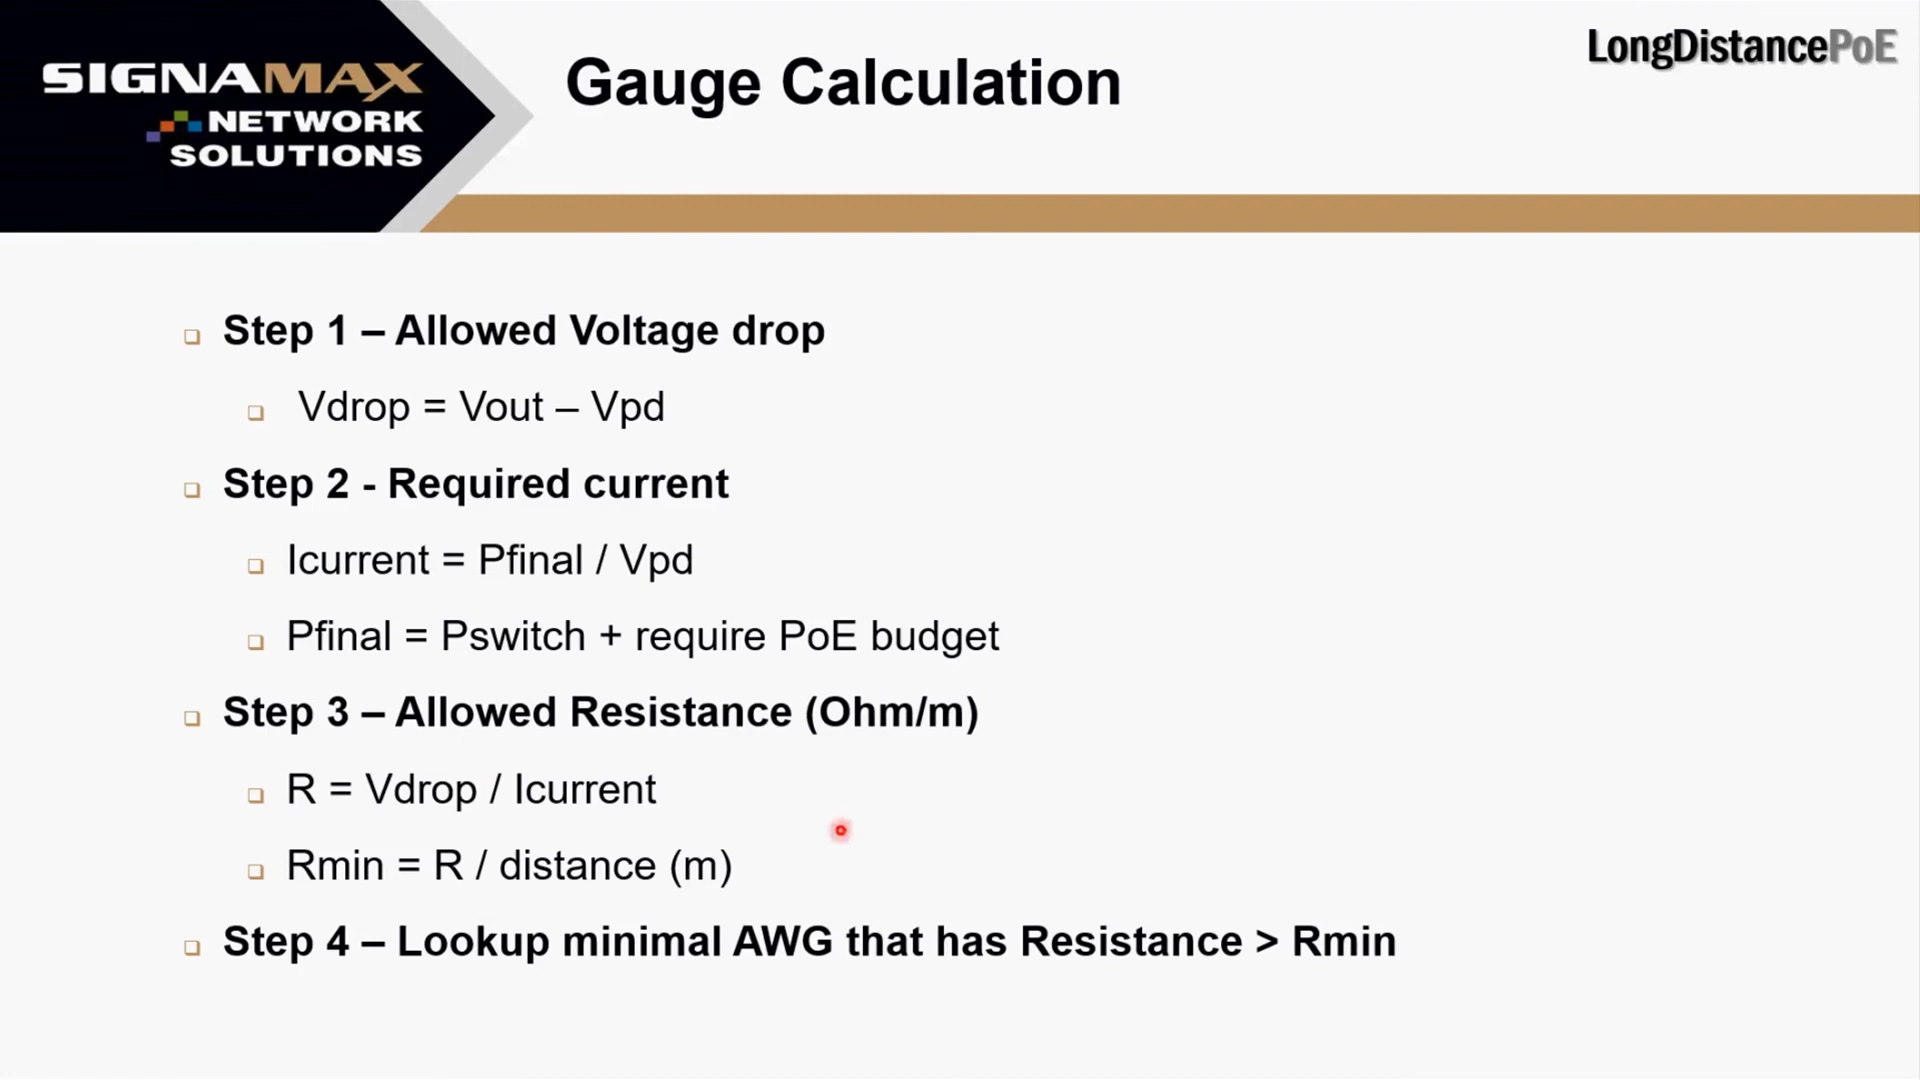 SIGNAMAX
NETWORK
SOLUTIONS
Gauge Calculation
LongDistancePoE
Step 1 – Allowed Voltage drop
Vdrop = Vout – Vpd
Step 2 - Required current
Icurrent = Pfinal / Vpd
Pfinal = Pswitch + require PoE budget
Step 3 – Allowed Resistance (Ohm/m)
R = Vdrop / Icurrent
Rmin = R / distance (m)
Step 4 – Lookup minimal AWG that has Resistance > Rmin